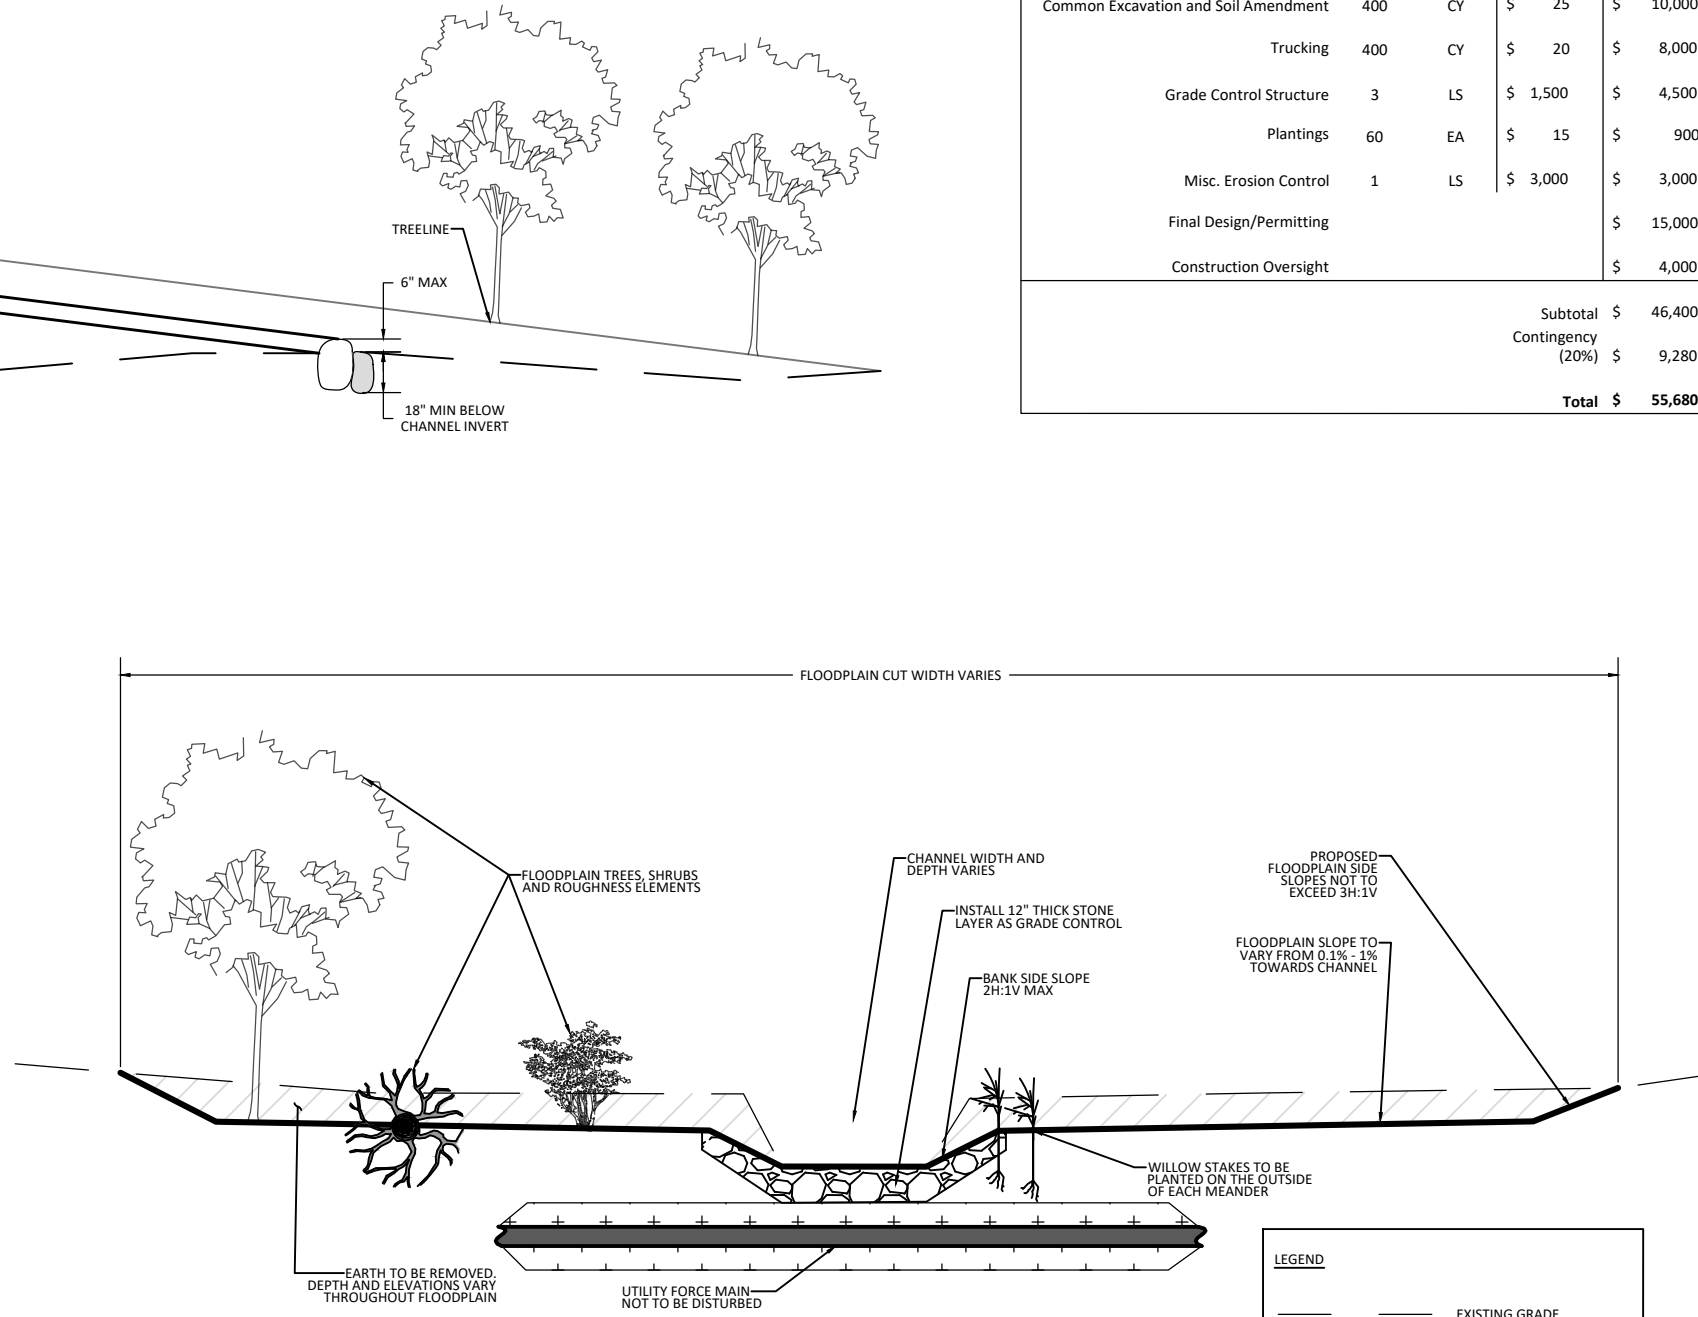 Common Excavation and Soil Amendment 400 CY $ 25 $ 10,000
Trucking 400 CY $ 20 $ 8,000
Grade Control Structure 3 LS $ 1,500 $ 4,500
Plantings 60 EA $ 15 $ 900
Misc. Erosion Control 1 LS $ 3,000 $ 3,000
Final Design/Permitting $ 15,000
Construction Oversight $ 4,000
Subtotal $ 46,400
Contingency
(20%) $ 9,280
Total $ 55,680
TREELINE
6" MAX
18" MIN BELOW
CHANNEL INVERT
FLOODPLAIN CUT WIDTH VARIES
FLOODPLAIN TREES, SHRUBS
AND ROUGHNESS ELEMENTS
CHANNEL WIDTH AND
DEPTH VARIES
INSTALL 12" THICK STONE
LAYER AS GRADE CONTROL
BANK SIDE SLOPE
2H:1V MAX
PROPOSED
FLOODPLAIN SIDE
SLOPES NOT TO
EXCEED 3H:1V
FLOODPLAIN SLOPE TO
VARY FROM 0.1% - 1%
TOWARDS CHANNEL
WILLOW STAKES TO BE
PLANTED ON THE OUTSIDE
OF EACH MEANDER
EARTH TO BE REMOVED.
DEPTH AND ELEVATIONS VARY
THROUGHOUT FLOODPLAIN
UTILITY FORCE MAIN
NOT TO BE DISTURBED
LEGEND
EXISTING GRADE